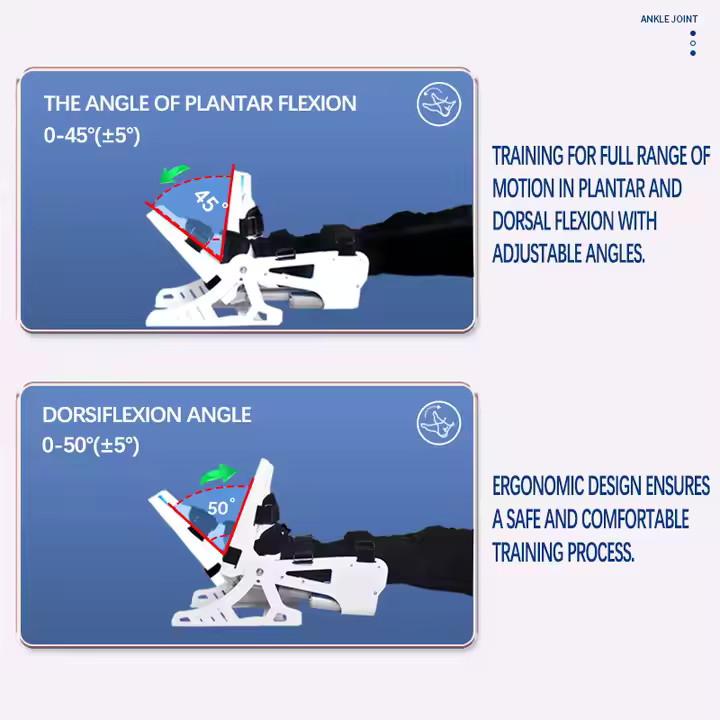 ANKLE JOINT
THE ANGLE OF PLANTAR FLEXION
0-45°(±5°)
45°
TRAINING FOR FULL RANGE OF
MOTION IN PLANTAR AND
DORSAL FLEXION WITH
ADJUSTABLE ANGLES.
DORSIFLEXION ANGLE
0-50°(±5°)
50°
ERGONOMIC DESIGN ENSURES
A SAFE AND COMFORTABLE
TRAINING PROCESS.